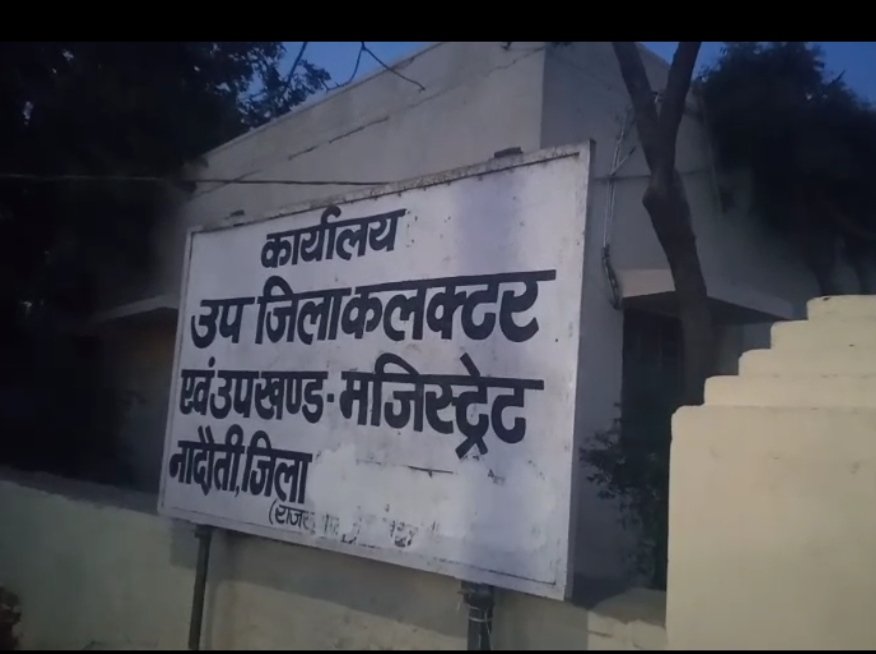 कार्यालय
उप जिला कलक्टर
एवं उपखण्ड-मजिस्ट्रेट
नादौती, जिला